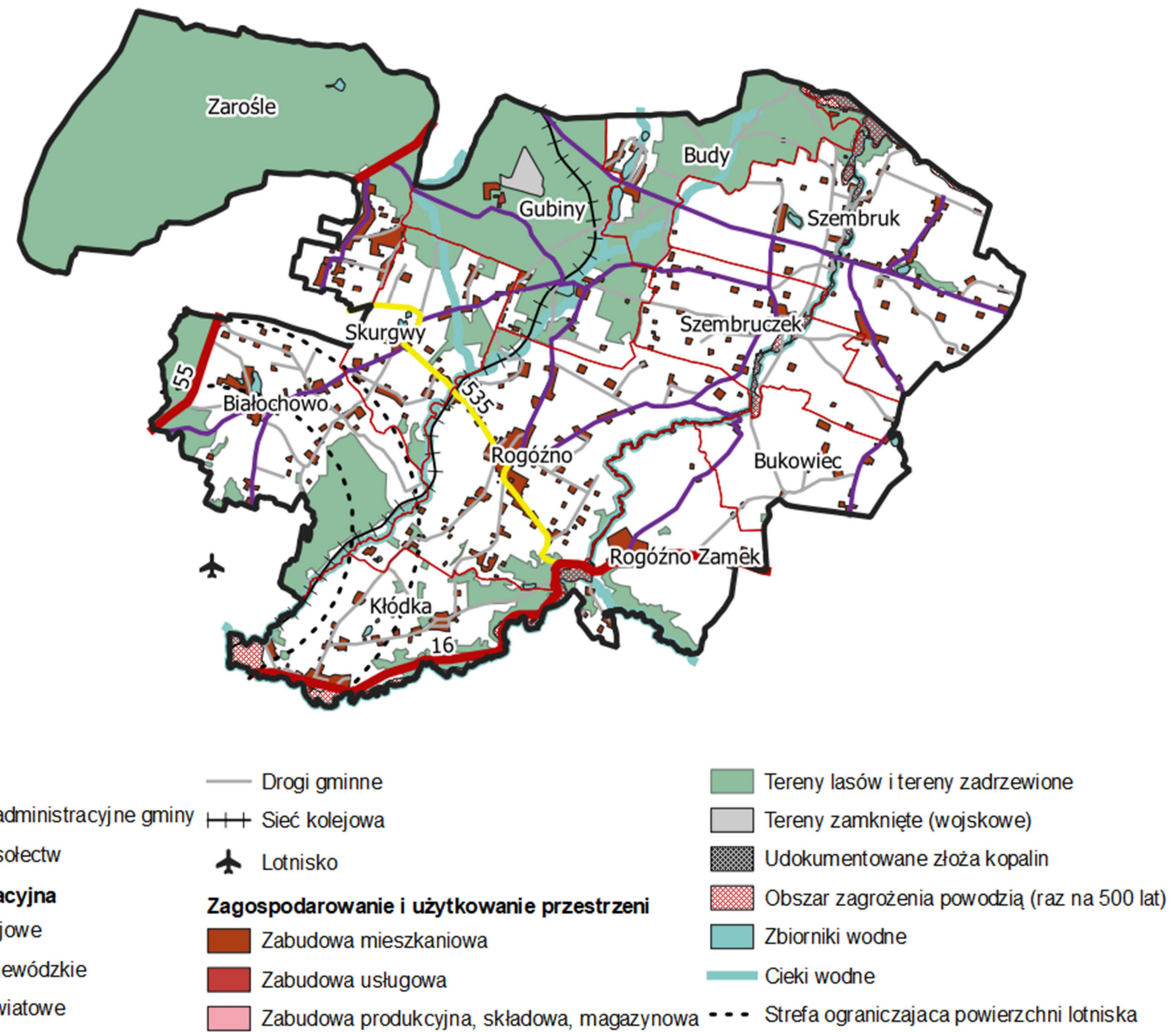 Zarośle
Budy
Gubiny
Szembruk
Skurgwy
Szembruczek
55
535
Białochowo
Rogóźno
Bukowiec
Rogóźno Zamek
Kłódka
16
administracyjne gminy
sołectw
acyjna
jowe
ewódzkie
wiatowe
Drogi gminne
Sieć kolejowa
Lotnisko
Zagospodarowanie i użytkowanie przestrzeni
Zabudowa mieszkaniowa
Zabudowa usługowa
Zabudowa produkcyjna, składowa, magazynowa
Tereny lasów i tereny zadrzewione
Tereny zamknięte (wojskowe)
Udokumentowane złoża kopalin
Obszar zagrożenia powodzią (raz na 500 lat)
Zbiorniki wodne
Cieki wodne
Strefa ograniczajaca powierzchni lotniska